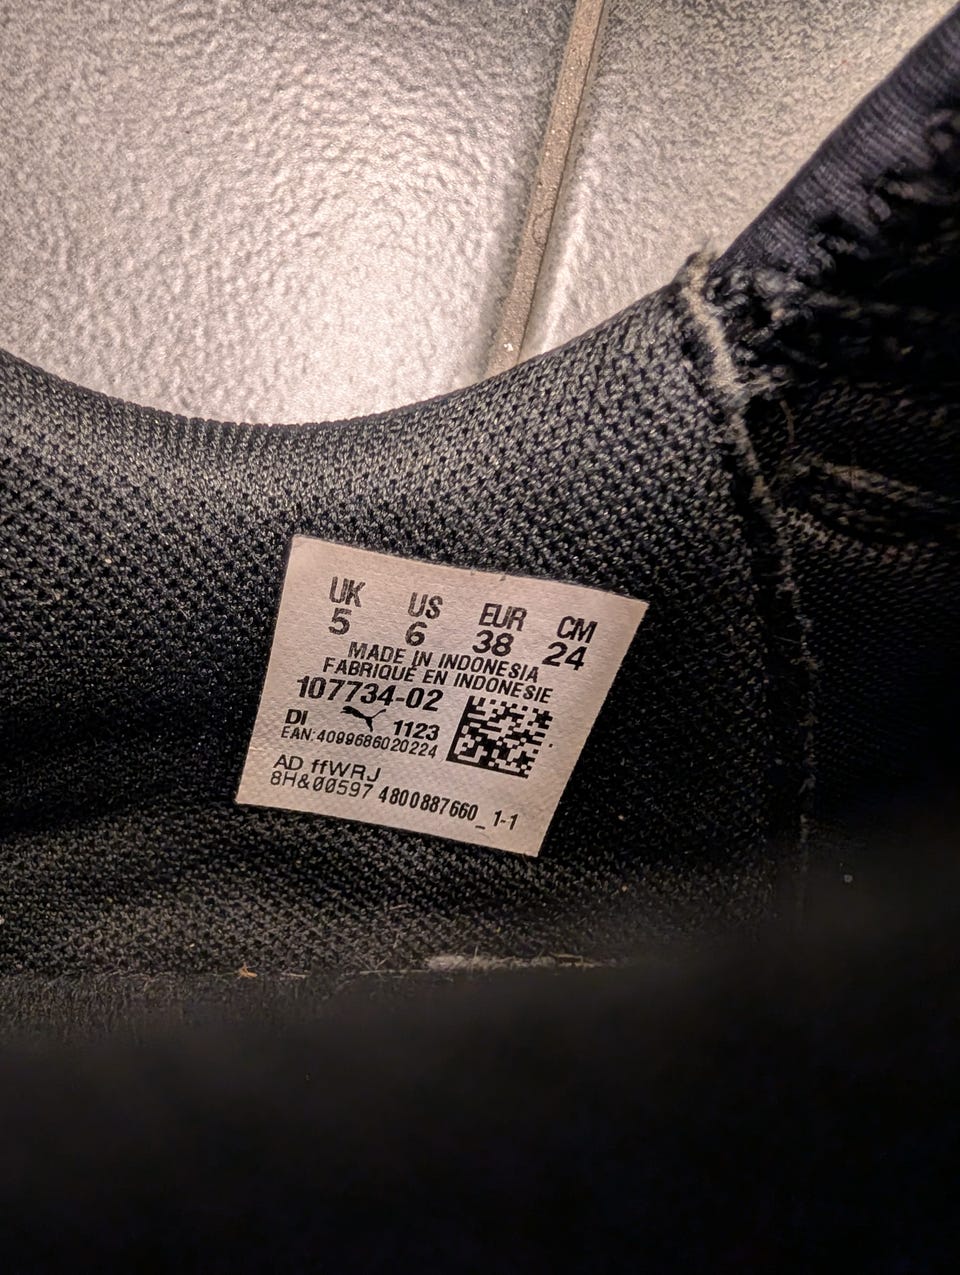 UK US EUR CM
5 6 38 24
MADE IN INDONESIA
FABRIQUÉ EN INDONESIE
107734-02
DI 1123
EAN:4099686020224
AD ffWRJ
8H&00597 4800887660_1-1